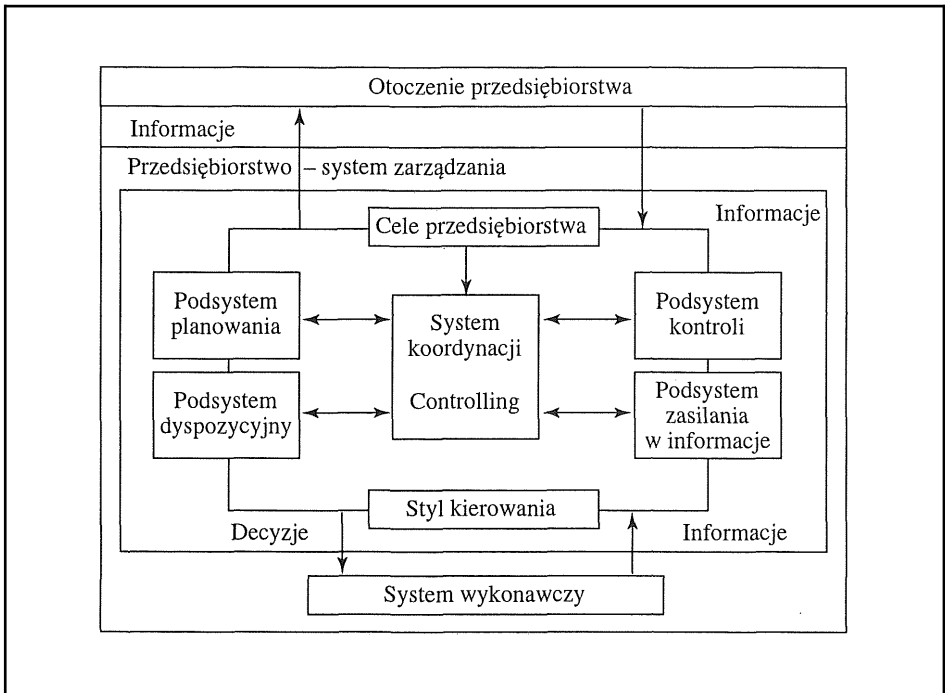 Otoczenie przedsiębiorstwa
Informacje
Przedsiębiorstwo – system zarządzania
Informacje
Cele przedsiębiorstwa
Podsystem
planowania
System
koordynacji
Controlling
Podsystem
kontroli
Podsystem
dyspozycyjny
Podsystem
zasilania
w informacje
Styl kierowania
Decyzje
Informacje
System wykonawczy